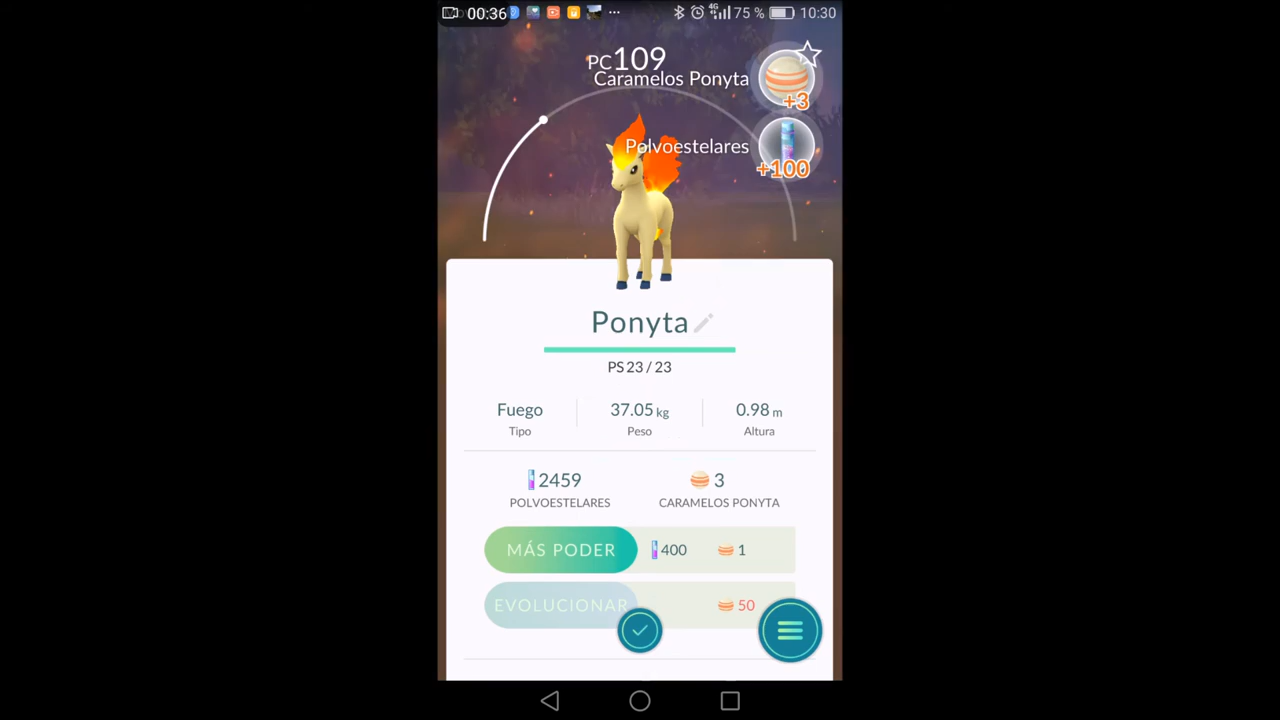 00:36
4G
75 %
10:30
PC109
Caramelos Ponyta
+3
Polvoestelares
+100
Ponyta
PS 23 / 23
Fuego
37.05 kg
0.98 m
Tipo
Peso
Altura
2459
3
POLVOESTELARES
CARAMELOS PONYTA
MÁS PODER
400
1
EVOLUCIONAR
50